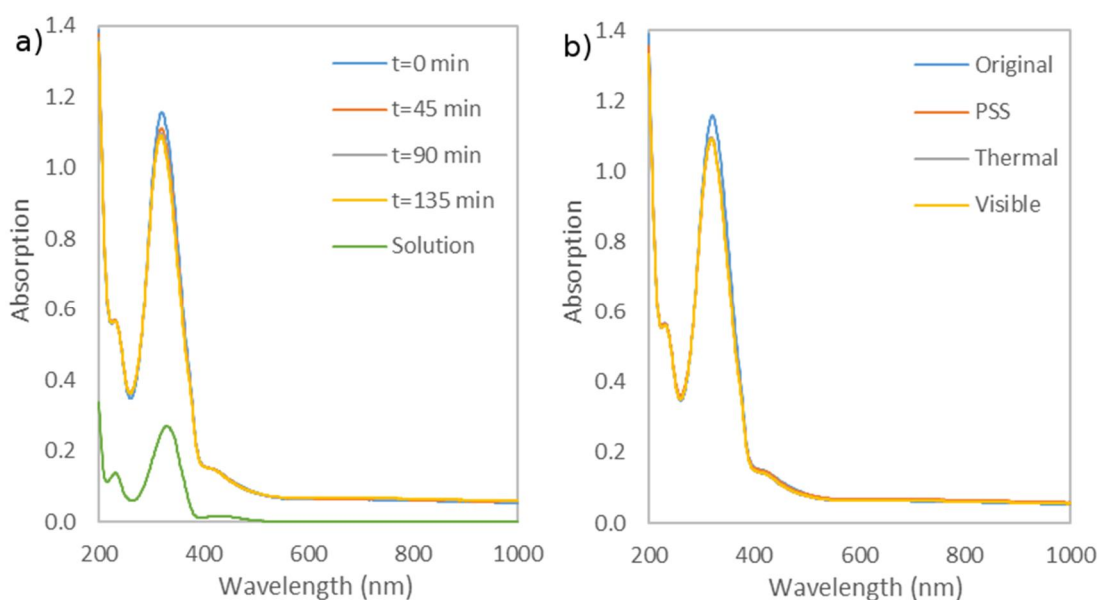 a)
Absorption
1.4
1.2
1.0
0.8
0.6
0.4
0.2
0.0
t=0 min
t=45 min
t=90 min
t=135 min
Solution
200 400 600 800 1000
Wavelength (nm)
b)
Absorption
1.4
1.2
1.0
0.8
0.6
0.4
0.2
0.0
Original
PSS
Thermal
Visible
200 400 600 800 1000
Wavelength (nm)